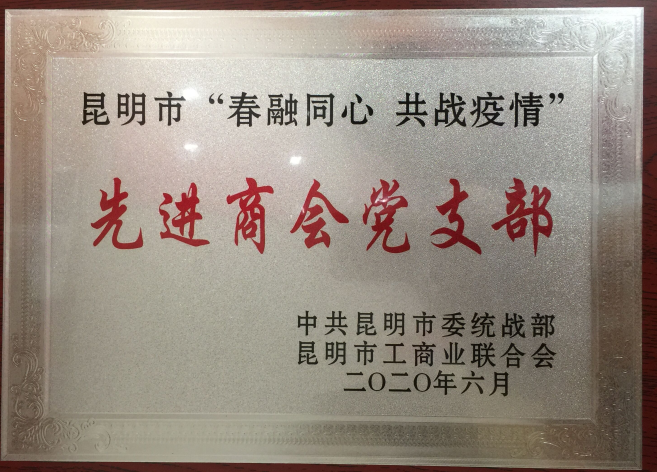 昆明市“春融同心 共战疫情”
先进商会党支部
中共昆明市委统战部
昆明市工商业联合会
二〇二〇年六月